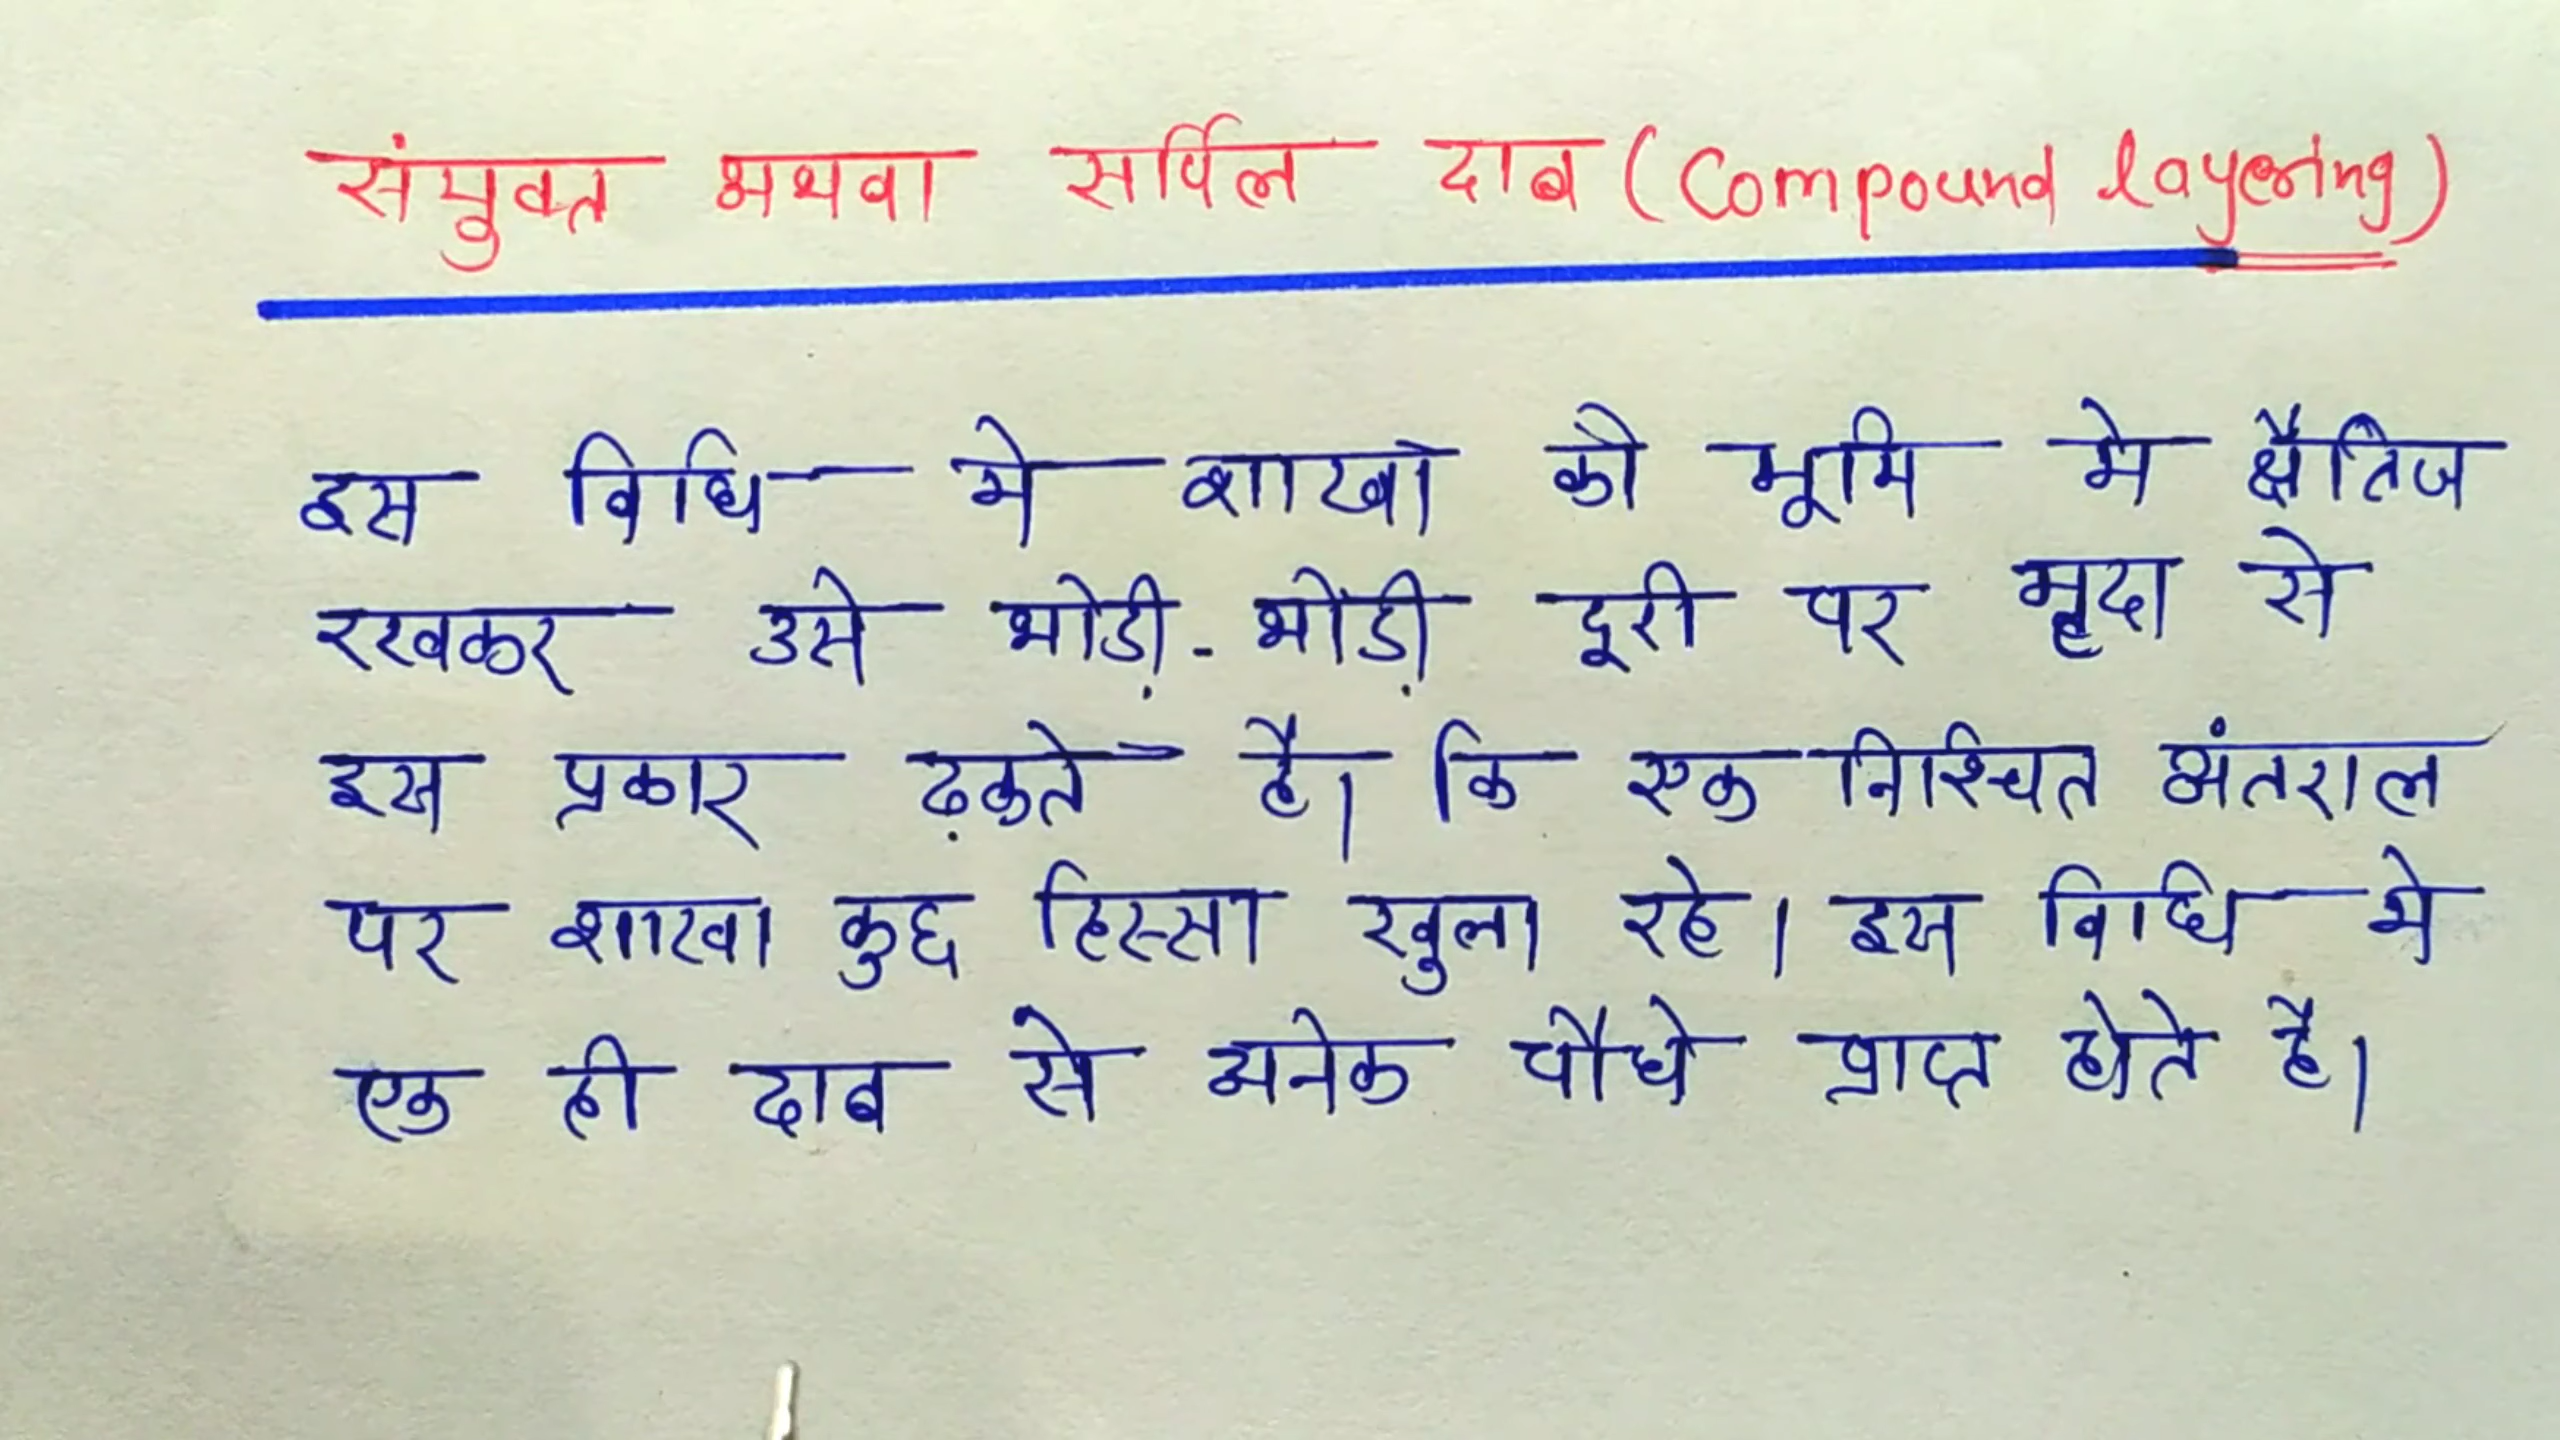 संयुक्त अथवा सर्पिल दाब (Compound layering)
इस विधि मे शाखा को भूमि मे क्षैतिज
रखकर उसे थोडी़-थोडी़ दूरी पर मृदा से
इस प्रकार ढ़कते है। कि एक निश्चित अंतराल
पर शाखा कुछ हिस्सा खुला रहे। इस विधि मे
एक ही दाब से अनेक पौधे प्राप्त होते है।